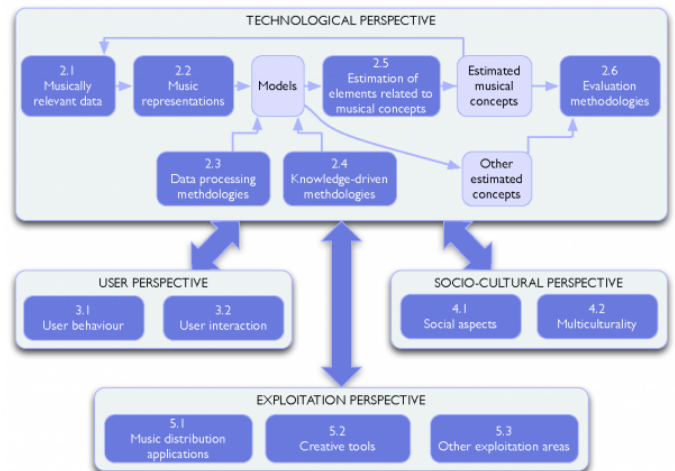 TECHNOLOGICAL PERSPECTIVE
2.1
Musically
relevant data
2.2
Music
representations
Models
2.5
Estimation of
elements related to
musical concepts
Estimated
musical
concepts
2.6
Evaluation
methodologies
2.3
Data processing
methdologies
2.4
Knowledge-driven
methdologies
Other
estimated
concepts
USER PERSPECTIVE
3.1
User behaviour
3.2
User interaction
SOCIO-CULTURAL PERSPECTIVE
4.1
Social aspects
4.2
Multiculturality
EXPLOITATION PERSPECTIVE
5.1
Music distribution
applications
5.2
Creative tools
5.3
Other exploitation areas